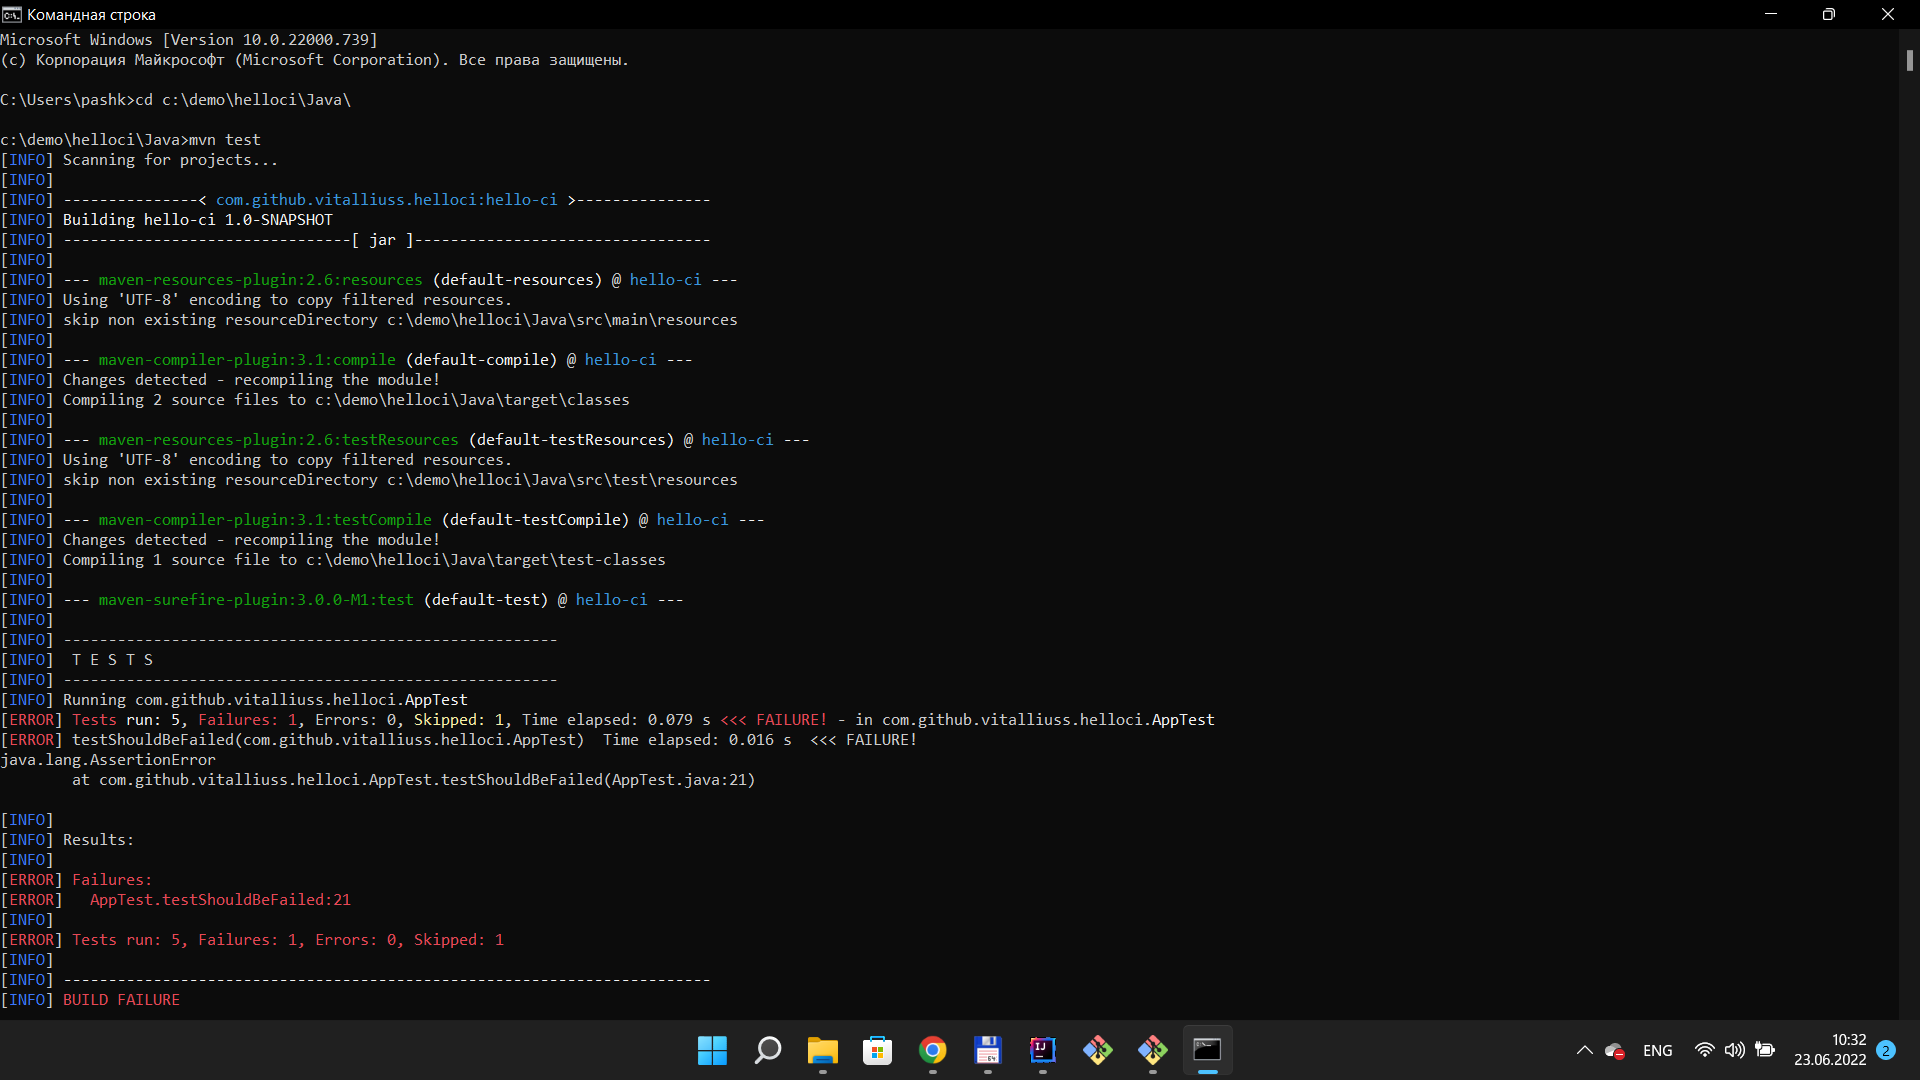 Командная строка
Microsoft Windows [Version 10.0.22000.739]
(c) Корпорация Майкрософт (Microsoft Corporation). Все права защищены.
C:\Users\pashk>cd c:\demo\helloci\Java\
c:\demo\helloci\Java>mvn test
[INFO] Scanning for projects...
[INFO]
[INFO] ---------------< com.github.vitalliuss.helloci:hello-ci >---------------
[INFO] Building hello-ci 1.0-SNAPSHOT
[INFO] --------------------------------[ jar ]---------------------------------
[INFO]
[INFO] --- maven-resources-plugin:2.6:resources (default-resources) @ hello-ci ---
[INFO] Using 'UTF-8' encoding to copy filtered resources.
[INFO] skip non existing resourceDirectory c:\demo\helloci\Java\src\main\resources
[INFO]
[INFO] --- maven-compiler-plugin:3.1:compile (default-compile) @ hello-ci ---
[INFO] Changes detected - recompiling the module!
[INFO] Compiling 2 source files to c:\demo\helloci\Java\target\classes
[INFO]
[INFO] --- maven-resources-plugin:2.6:testResources (default-testResources) @ hello-ci ---
[INFO] Using 'UTF-8' encoding to copy filtered resources.
[INFO] skip non existing resourceDirectory c:\demo\helloci\Java\src\test\resources
[INFO]
[INFO] --- maven-compiler-plugin:3.1:testCompile (default-testCompile) @ hello-ci ---
[INFO] Changes detected - recompiling the module!
[INFO] Compiling 1 source file to c:\demo\helloci\Java\target\test-classes
[INFO]
[INFO] --- maven-surefire-plugin:3.0.0-M1:test (default-test) @ hello-ci ---
[INFO]
[INFO] -------------------------------------------------------
[INFO]  T E S T S
[INFO] -------------------------------------------------------
[INFO] Running com.github.vitalliuss.helloci.AppTest
[ERROR] Tests run: 5, Failures: 1, Errors: 0, Skipped: 1, Time elapsed: 0.079 s <<< FAILURE! - in com.github.vitalliuss.helloci.AppTest
[ERROR] testShouldBeFailed(com.github.vitalliuss.helloci.AppTest)  Time elapsed: 0.016 s  <<< FAILURE!
java.lang.AssertionError
        at com.github.vitalliuss.helloci.AppTest.testShouldBeFailed(AppTest.java:21)
[INFO]
[INFO] Results:
[INFO]
[ERROR] Failures:
[ERROR]   AppTest.testShouldBeFailed:21
[INFO]
[ERROR] Tests run: 5, Failures: 1, Errors: 0, Skipped: 1
[INFO]
[INFO] ------------------------------------------------------------------------
[INFO] BUILD FAILURE
ENG
10:32
23.06.2022
2